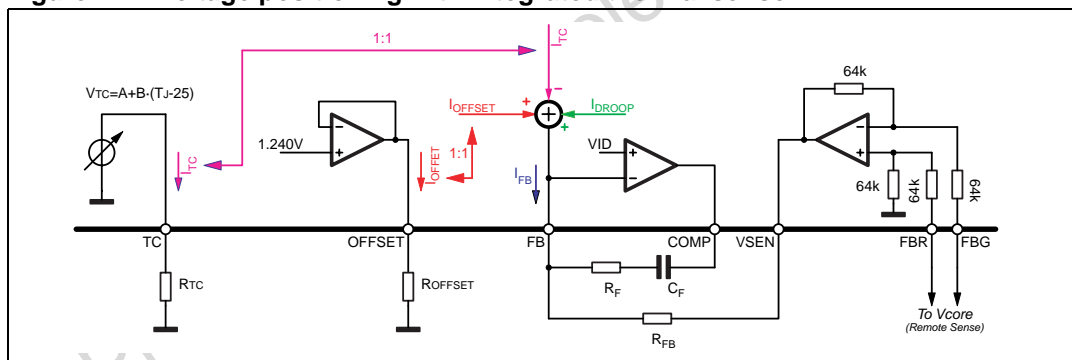 1:1
ITC
64k
VTC=A+B·(TJ-25)
IOFFSET
IDROOP
1.240V
VID
ITC
IOFFET
1:1
IFB
64k
64k
64k
TC
OFFSET
FB
COMP
VSEN
FBR
FBG
RTC
ROFFSET
RF
CF
RFB
To Vcore
(Remote Sense)